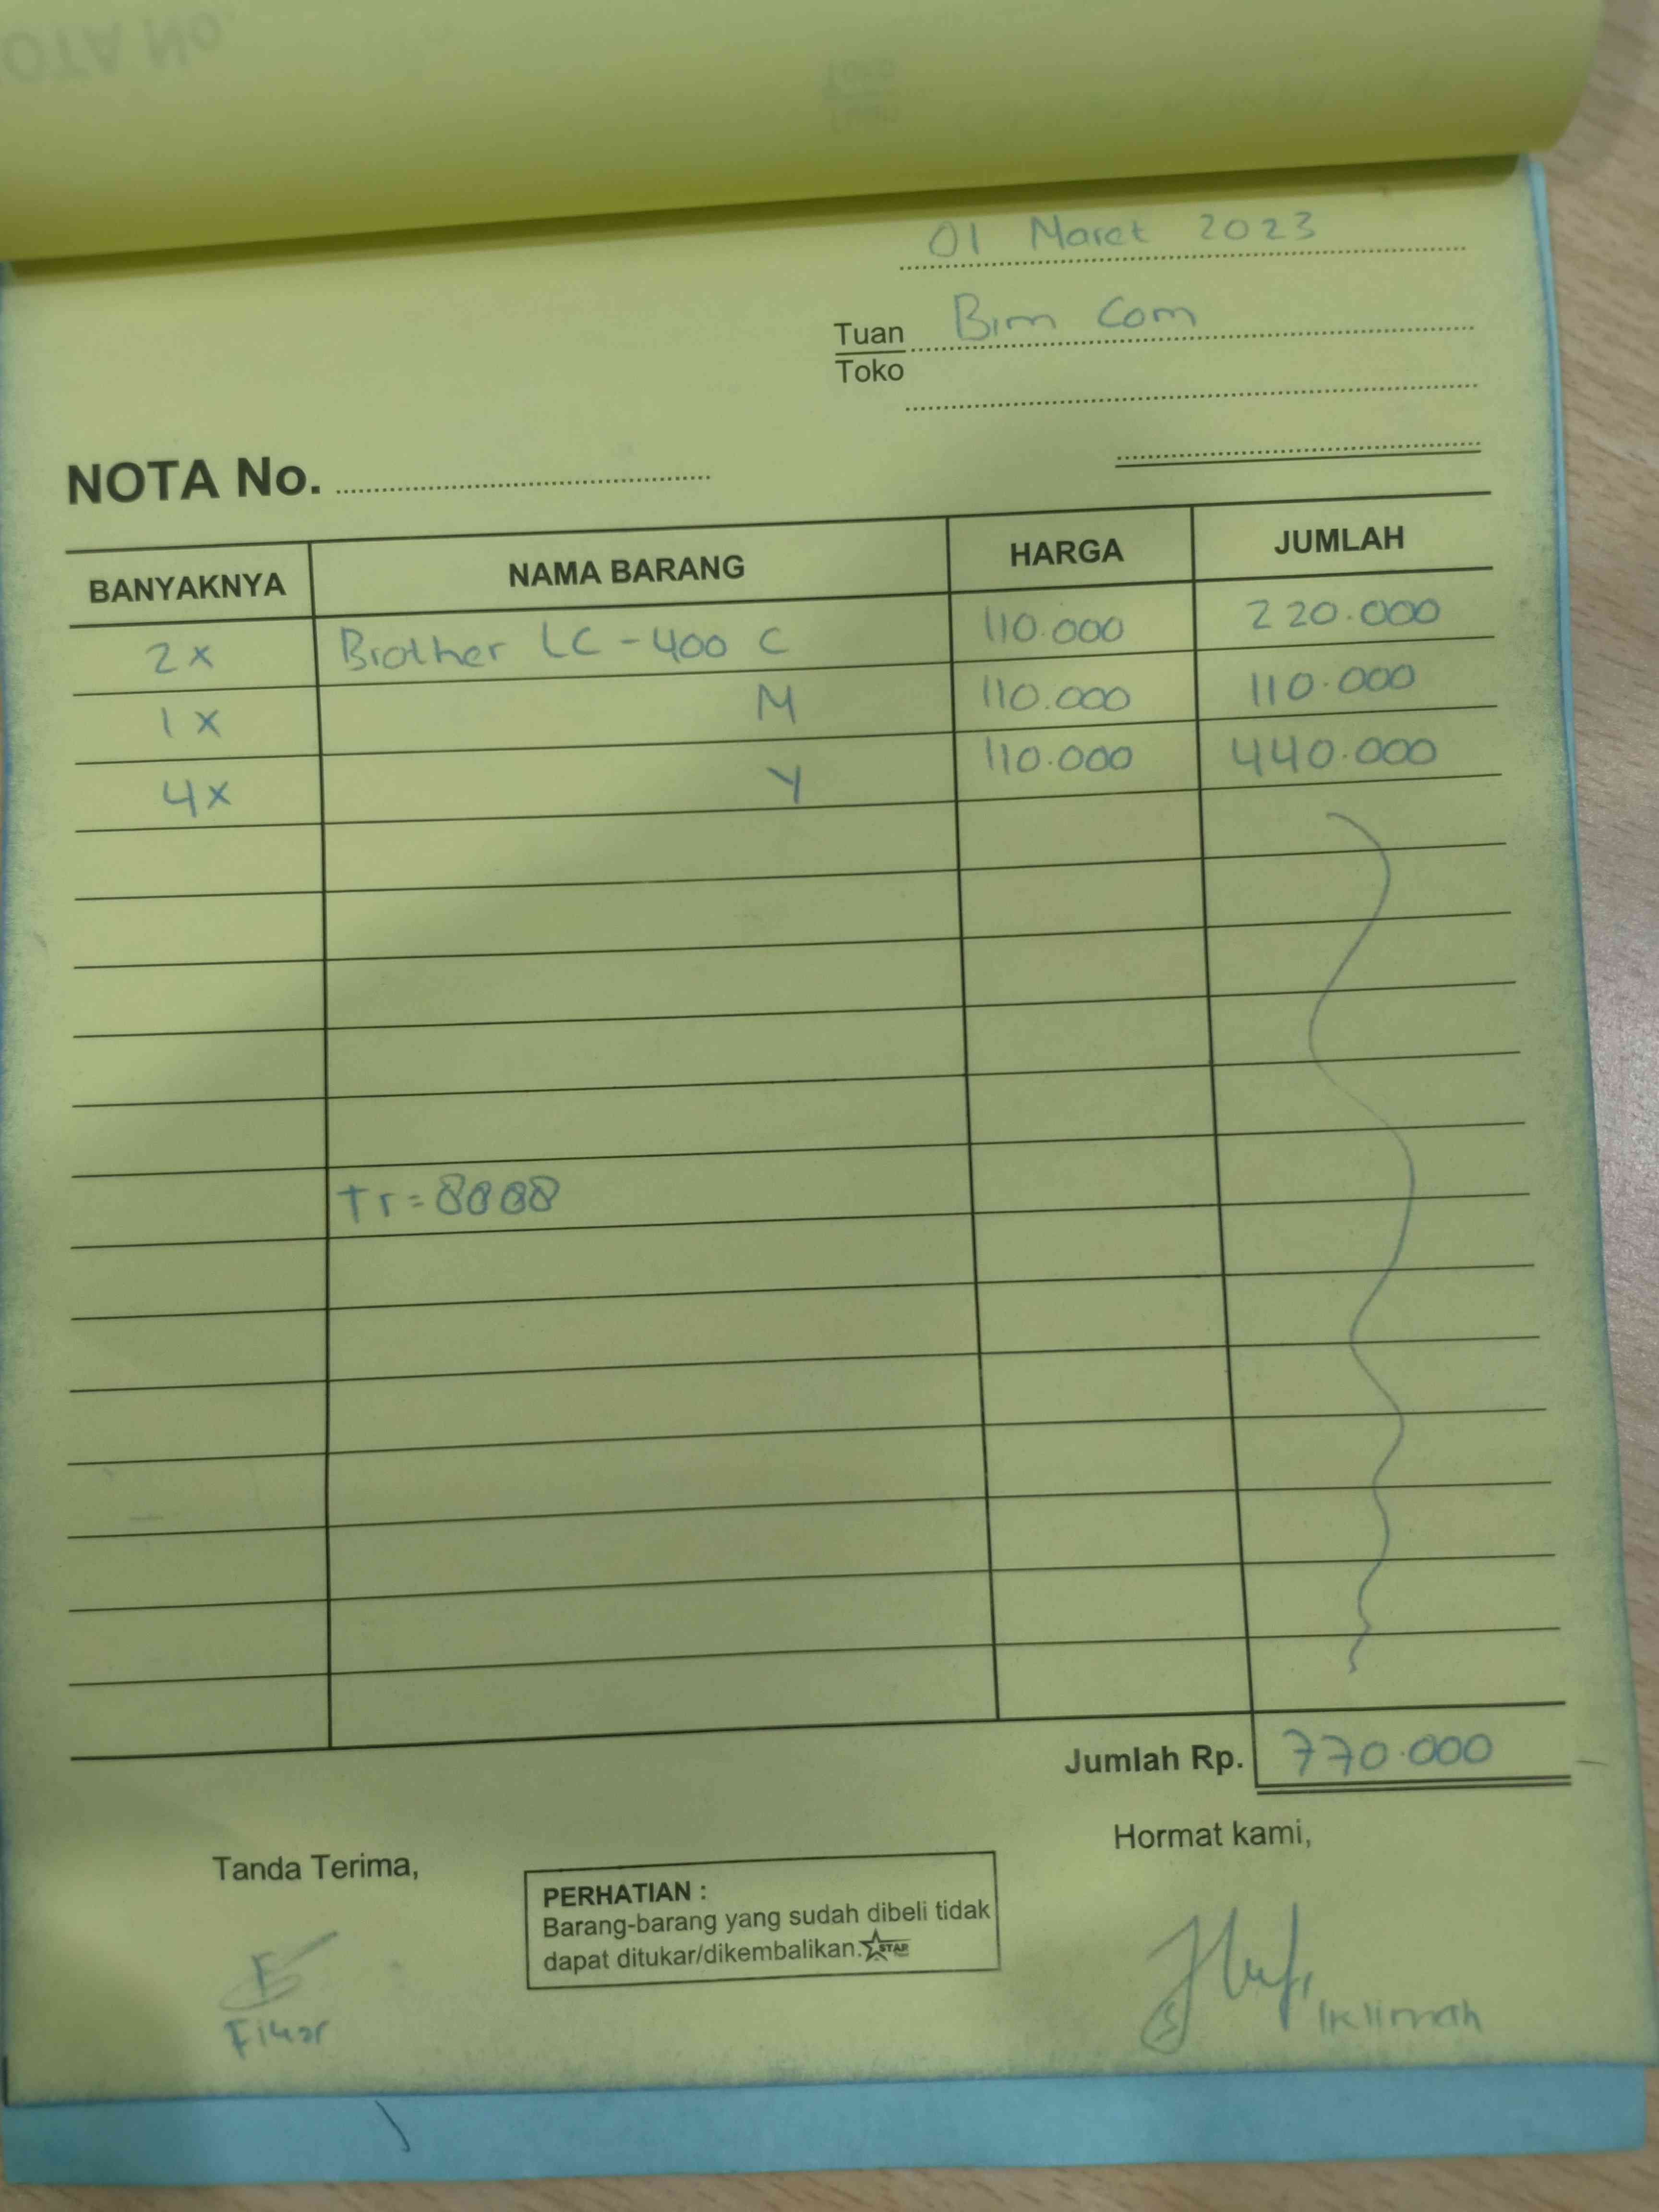 01 Maret 2023
Tuan Bim Com
Toko
NOTA No.
BANYAKNYA NAMA BARANG HARGA JUMLAH
2x Brother LC-400 C 110.000 220.000
1x M 110.000 110.000
4x Y 110.000 440.000
Tr = 8008
Jumlah Rp. 770.000
Tanda Terima, Hormat kami,
PERHATIAN :
Barang-barang yang sudah dibeli tidak
dapat ditukar/dikembalikan. STAR
Iklimah